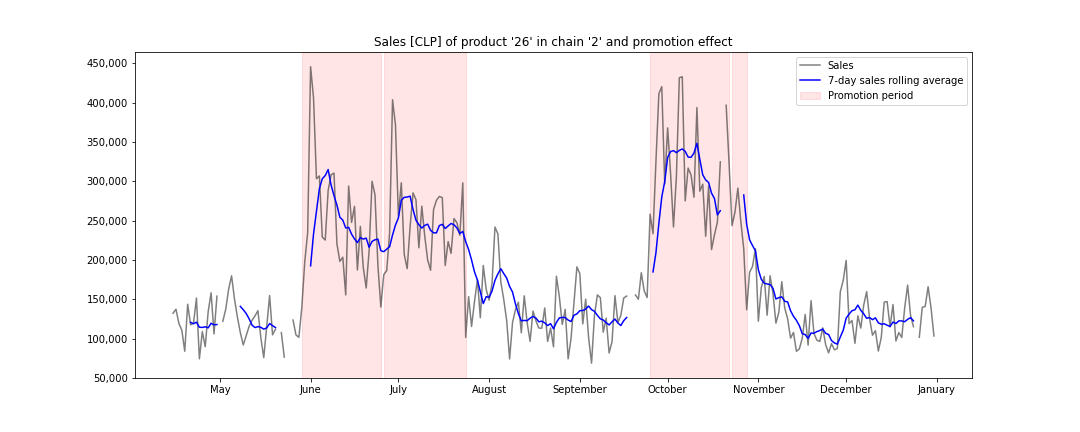 Sales [CLP] of product '26' in chain '2' and promotion effect
450,000
400,000
350,000
300,000
250,000
200,000
150,000
100,000
50,000
Sales
7-day sales rolling average
Promotion period
May June July August September October November December January